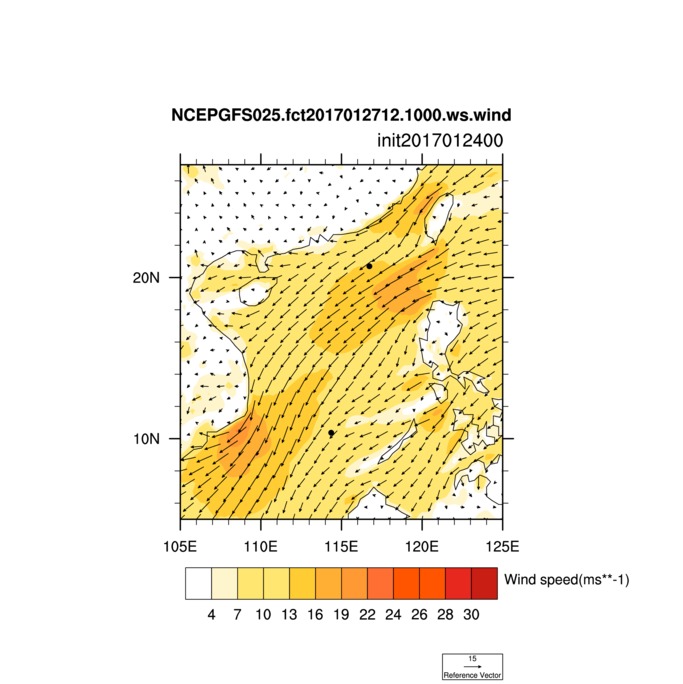 NCEPGFS025.fct2017012712.1000.ws.wind
init2017012400
20N
10N
105E 110E 115E 120E 125E
Wind speed(ms**-1)
4 7 10 13 16 19 22 24 26 28 30
15
Reference Vector